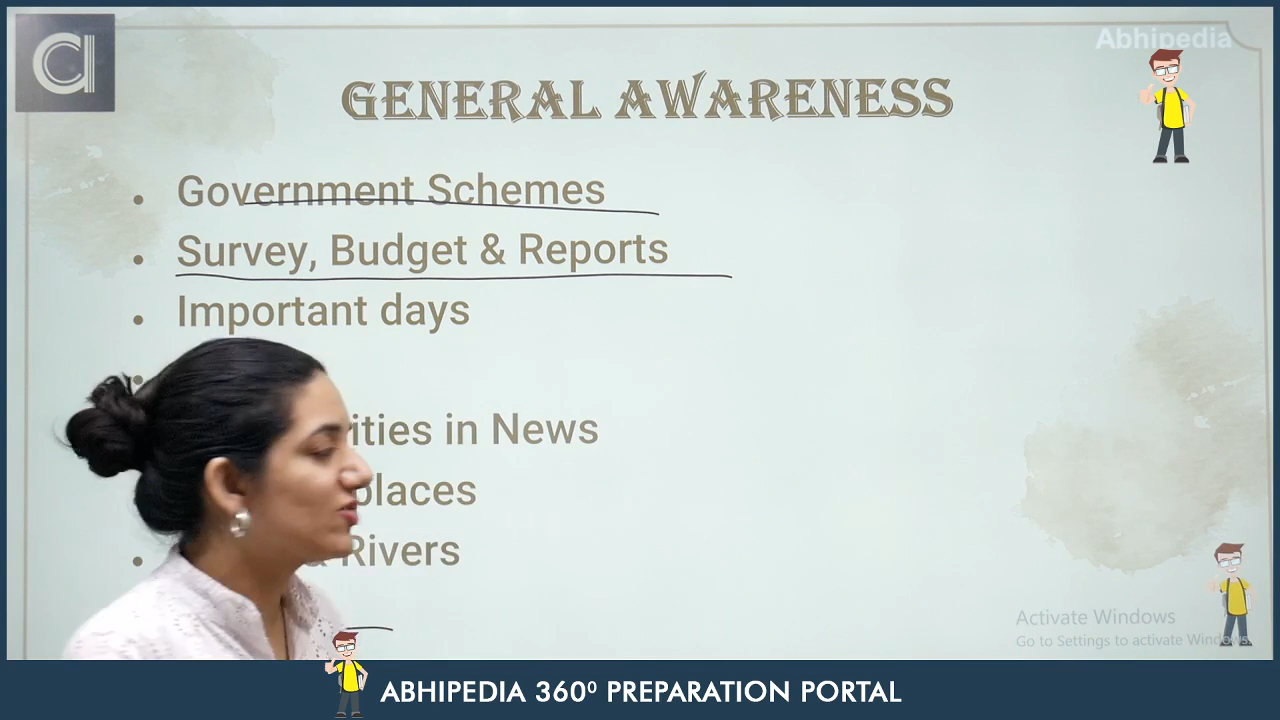 Abhipedia
GENERAL AWARENESS
• Government Schemes
• Survey, Budget & Reports
• Important days
•
in News
places
• & Rivers
Activate Windows
Go to Settings to activate Windows.
ABHIPEDIA 360⁰ PREPARATION PORTAL